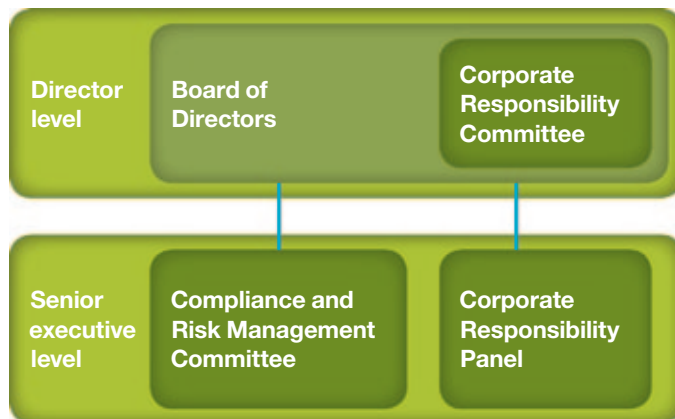 Director
level
Board of
Directors
Corporate
Responsibility
Committee
Senior
executive
level
Compliance and
Risk Management
Committee
Corporate
Responsibility
Panel